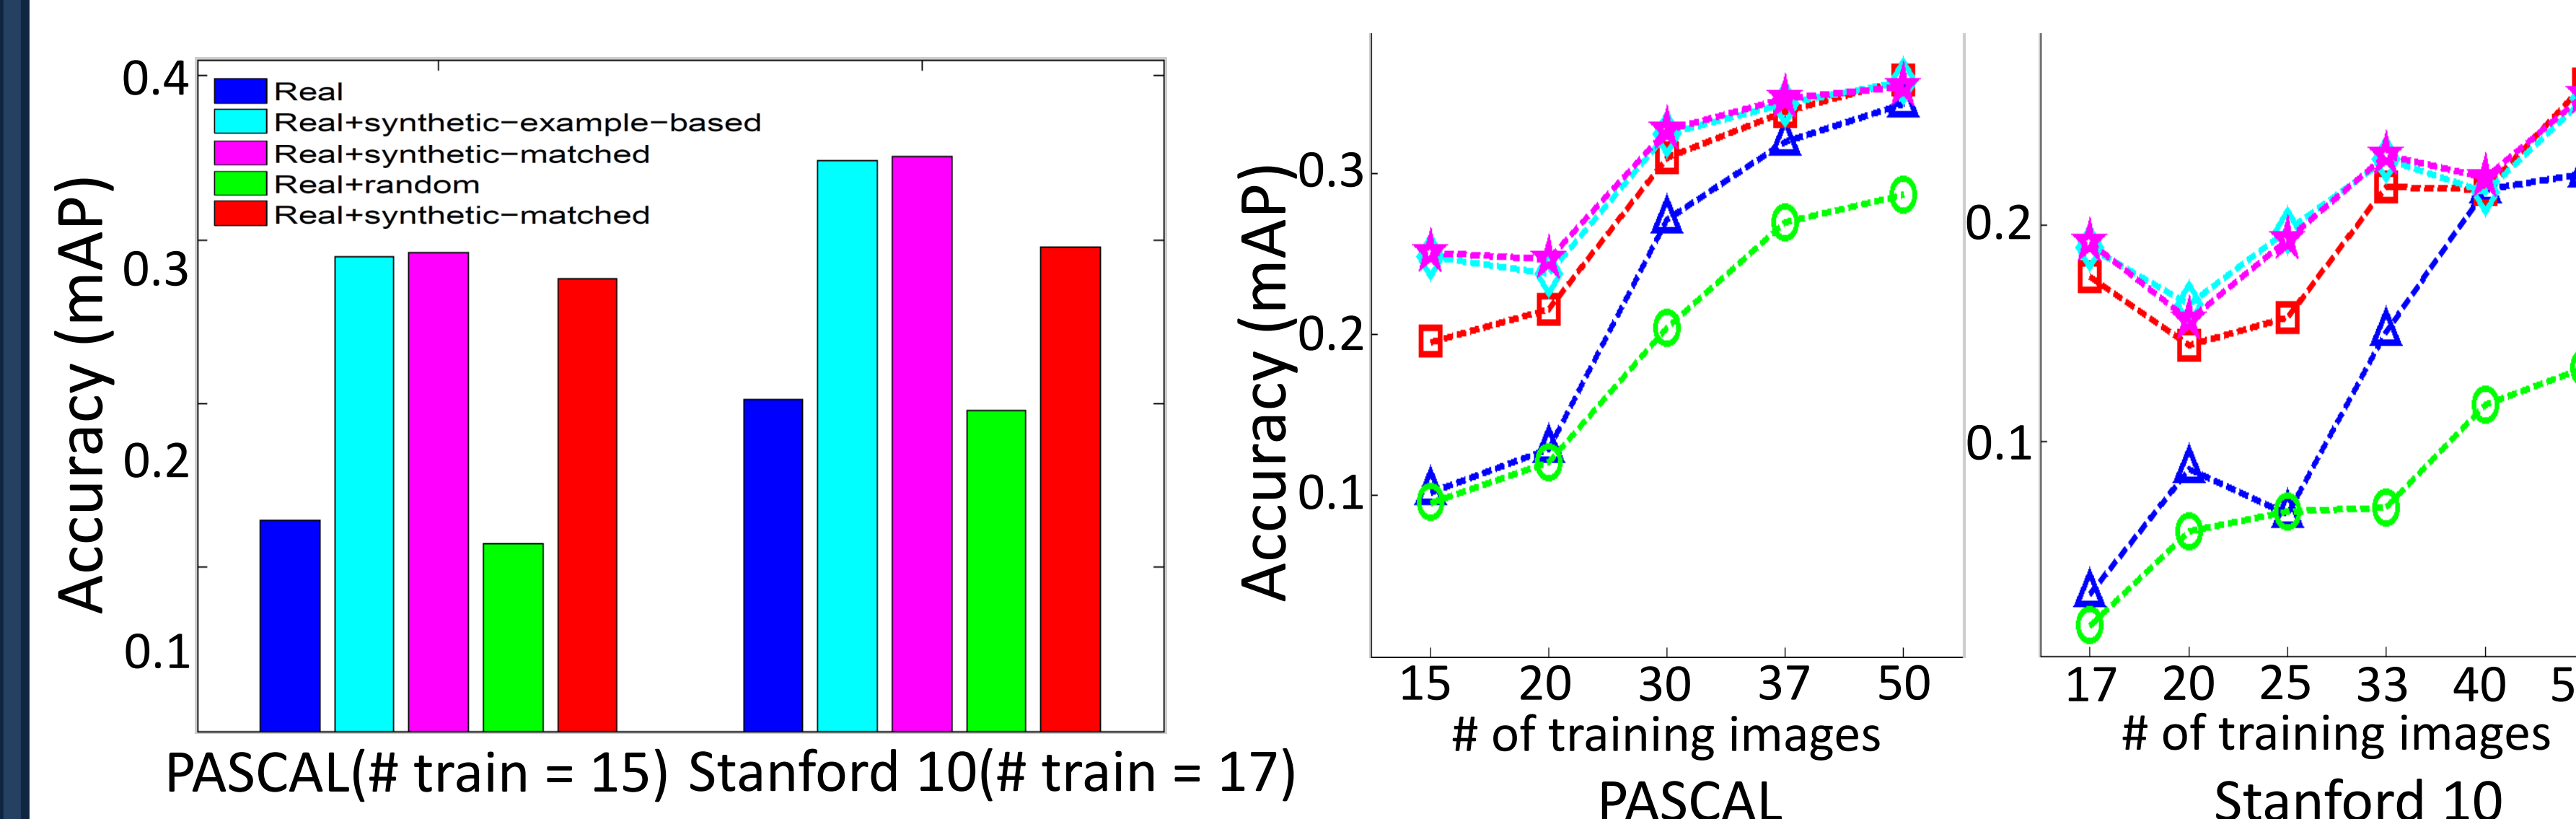 0.4
0.3
0.2
0.1
Accuracy (mAP)
Real
Real+synthetic−example−based
Real+synthetic−matched
Real+random
Real+synthetic−matched
PASCAL(# train = 15) Stanford 10(# train = 17)
Accuracy (mAP)
0.3
0.2
0.1
15 20 30 37 50
# of training images
PASCAL
0.2
0.1
17 20 25 33 40 5
# of training images
Stanford 10